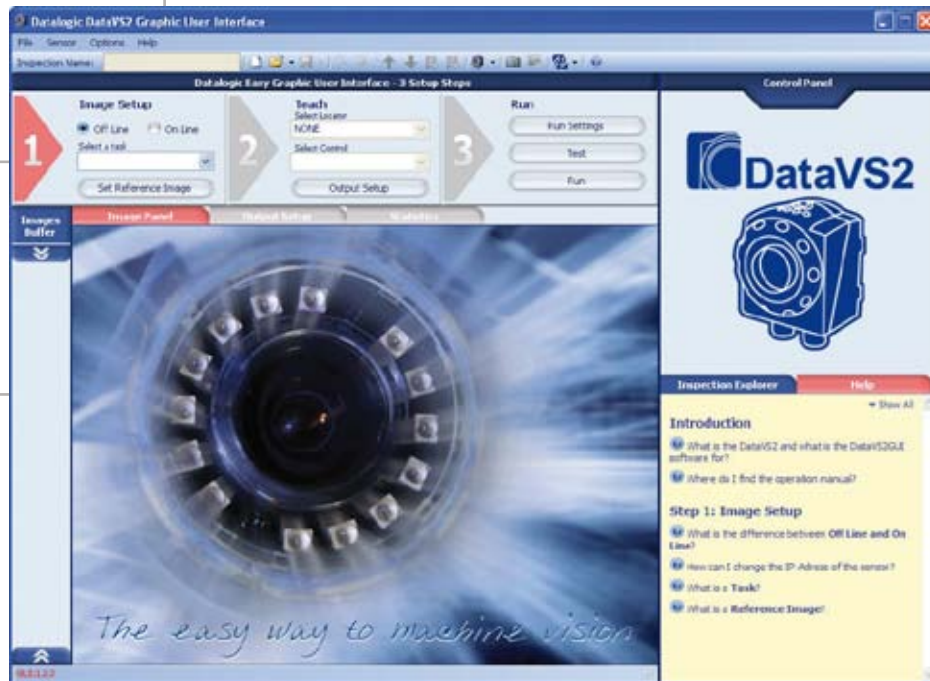 Datalogic DataVS2 Graphic User Interface
File Sensor Options Help
Inspection Name:
Datalogic Easy Graphic User Interface - 3 Setup Steps
Control Panel
1
Image Setup
Off Line On Line
Select a task
Set Reference Image
2
Teach
Select Locator
NONE
Select Control
Output Setup
3
Run
Run Settings
Test
Run
DataVS2
Images Buffer
Image Panel Output Setup Statistics
The easy way to machine vision
Inspection Explorer Help
Show All
Introduction
What is the DataVS2 and what is the DataVS2GUI
software for?
Where do I find the operation manual?
Step 1: Image Setup
What is the difference between Off Line and On
Line?
How can I change the IP-Adress of the sensor?
What is a Task?
What is a Reference Image?